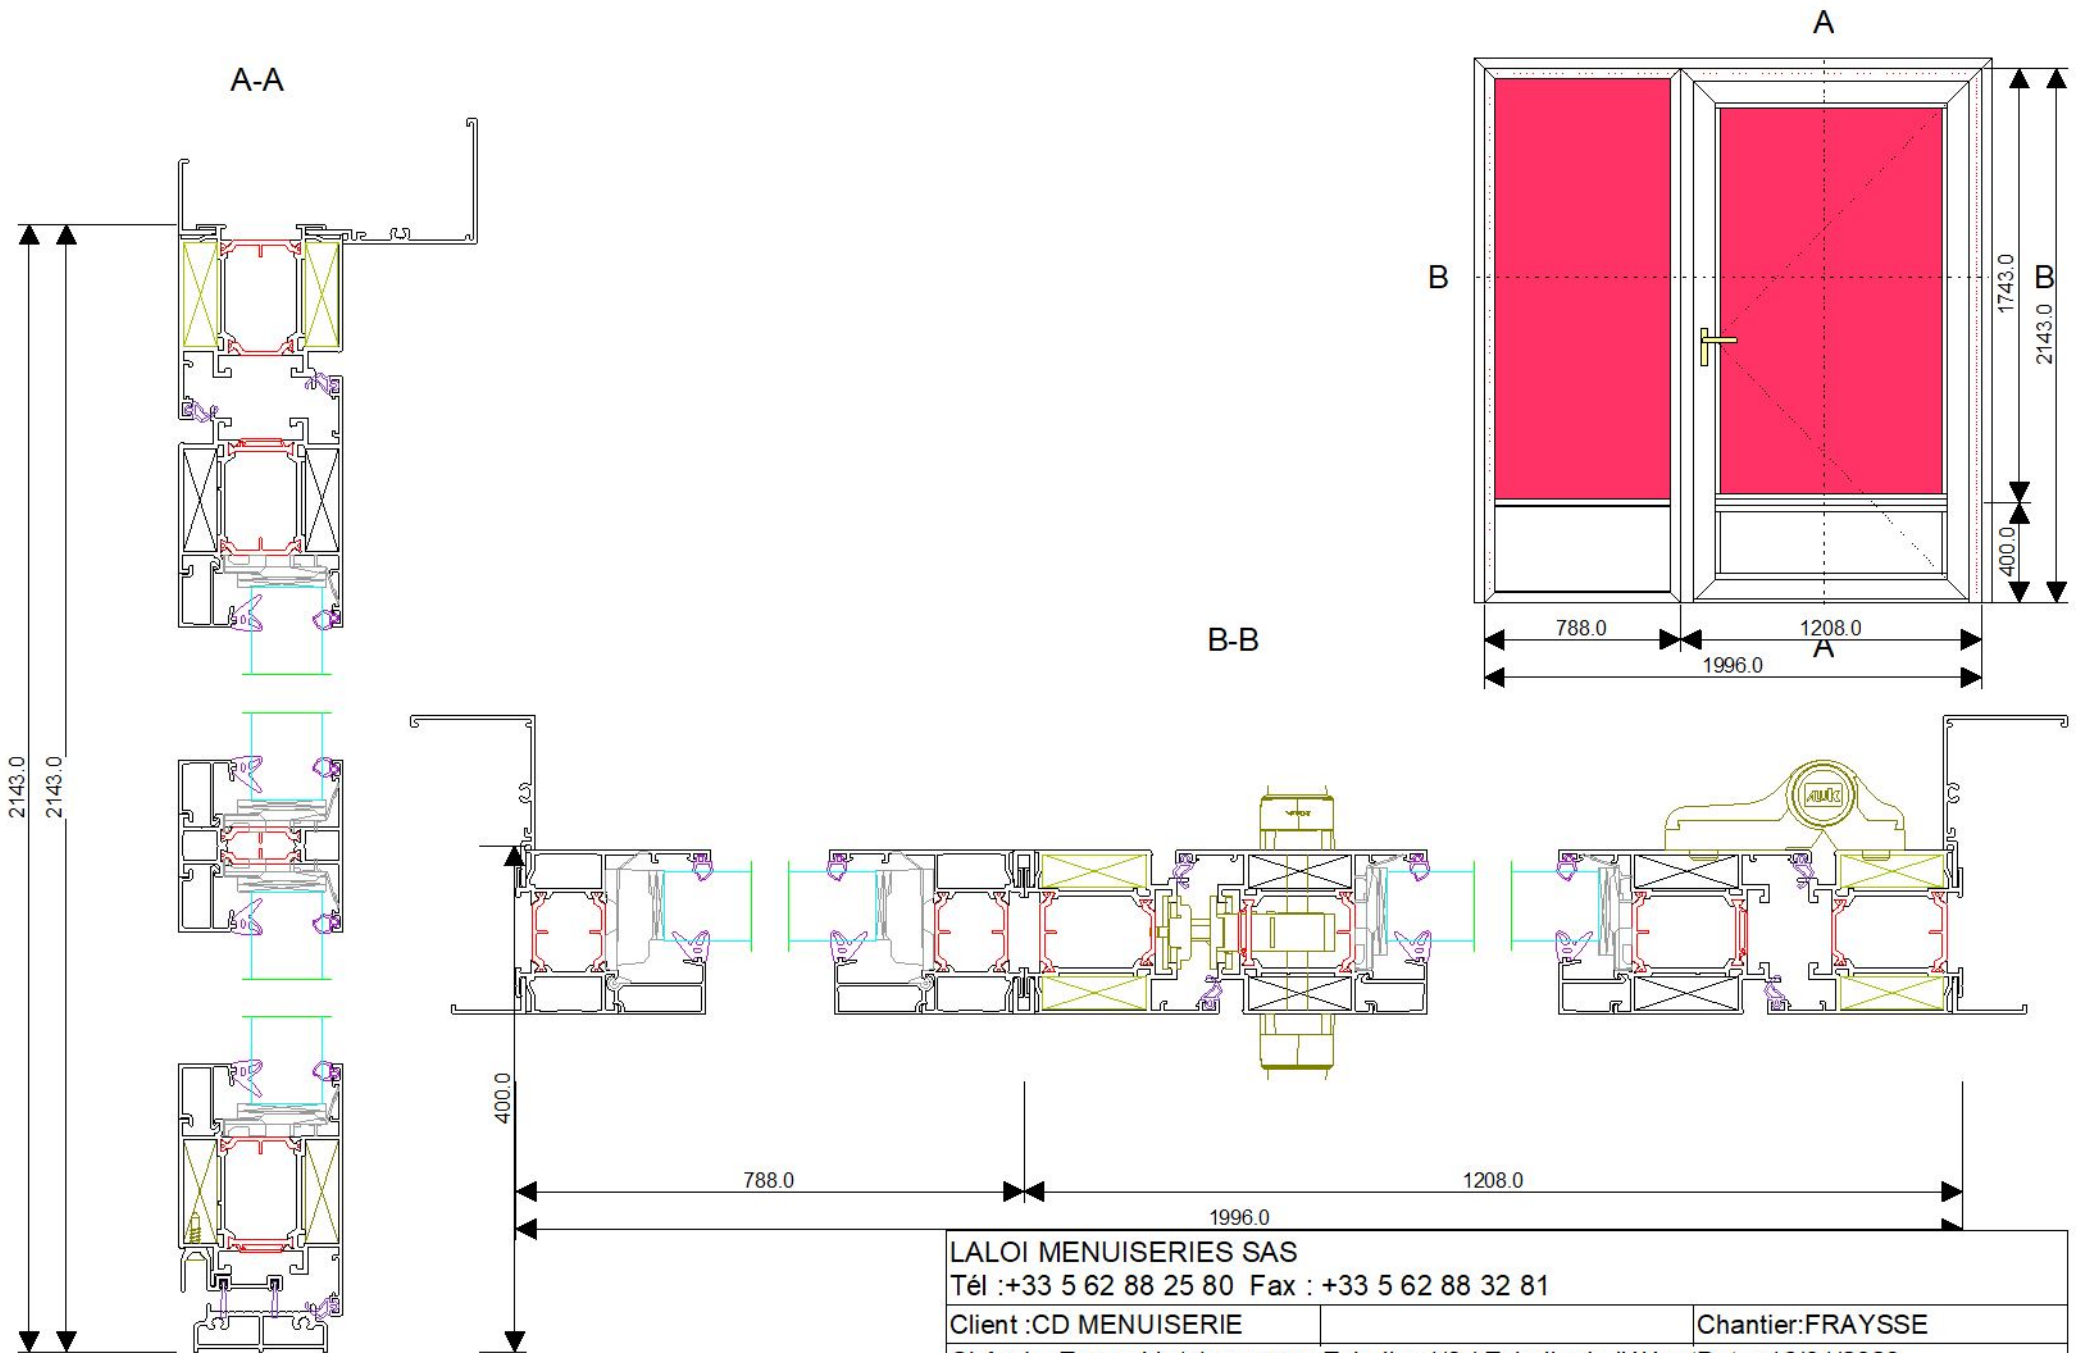 A
A-A
B
B
1743.0
2143.0
400.0
788.0
1208.0
A
1996.0
B-B
2143.0
2143.0
400.0
788.0
1208.0
1996.0
LALOI MENUISERIES SAS
Tél :+33 5 62 88 25 80 Fax : +33 5 62 88 32 81
Client :CD MENUISERIE
Chantier:FRAYSSE